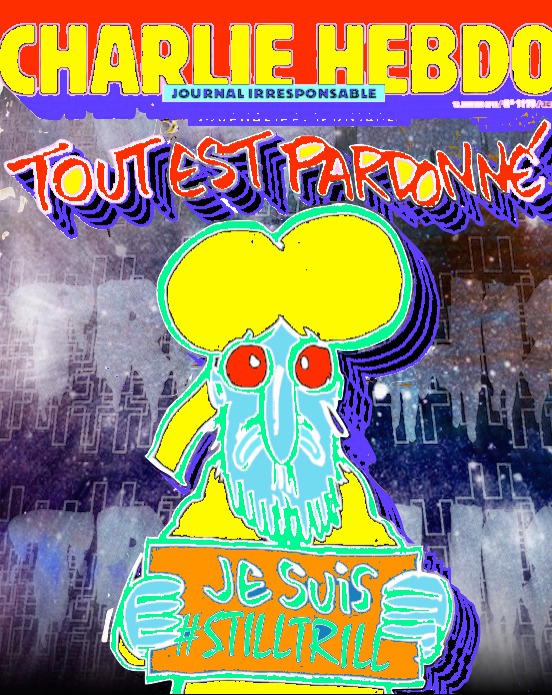 CHARLIE HEBDO
JOURNAL IRRESPONSABLE
TOUT EST PARDONNÉ
JE SUIS
#STILLTRILL